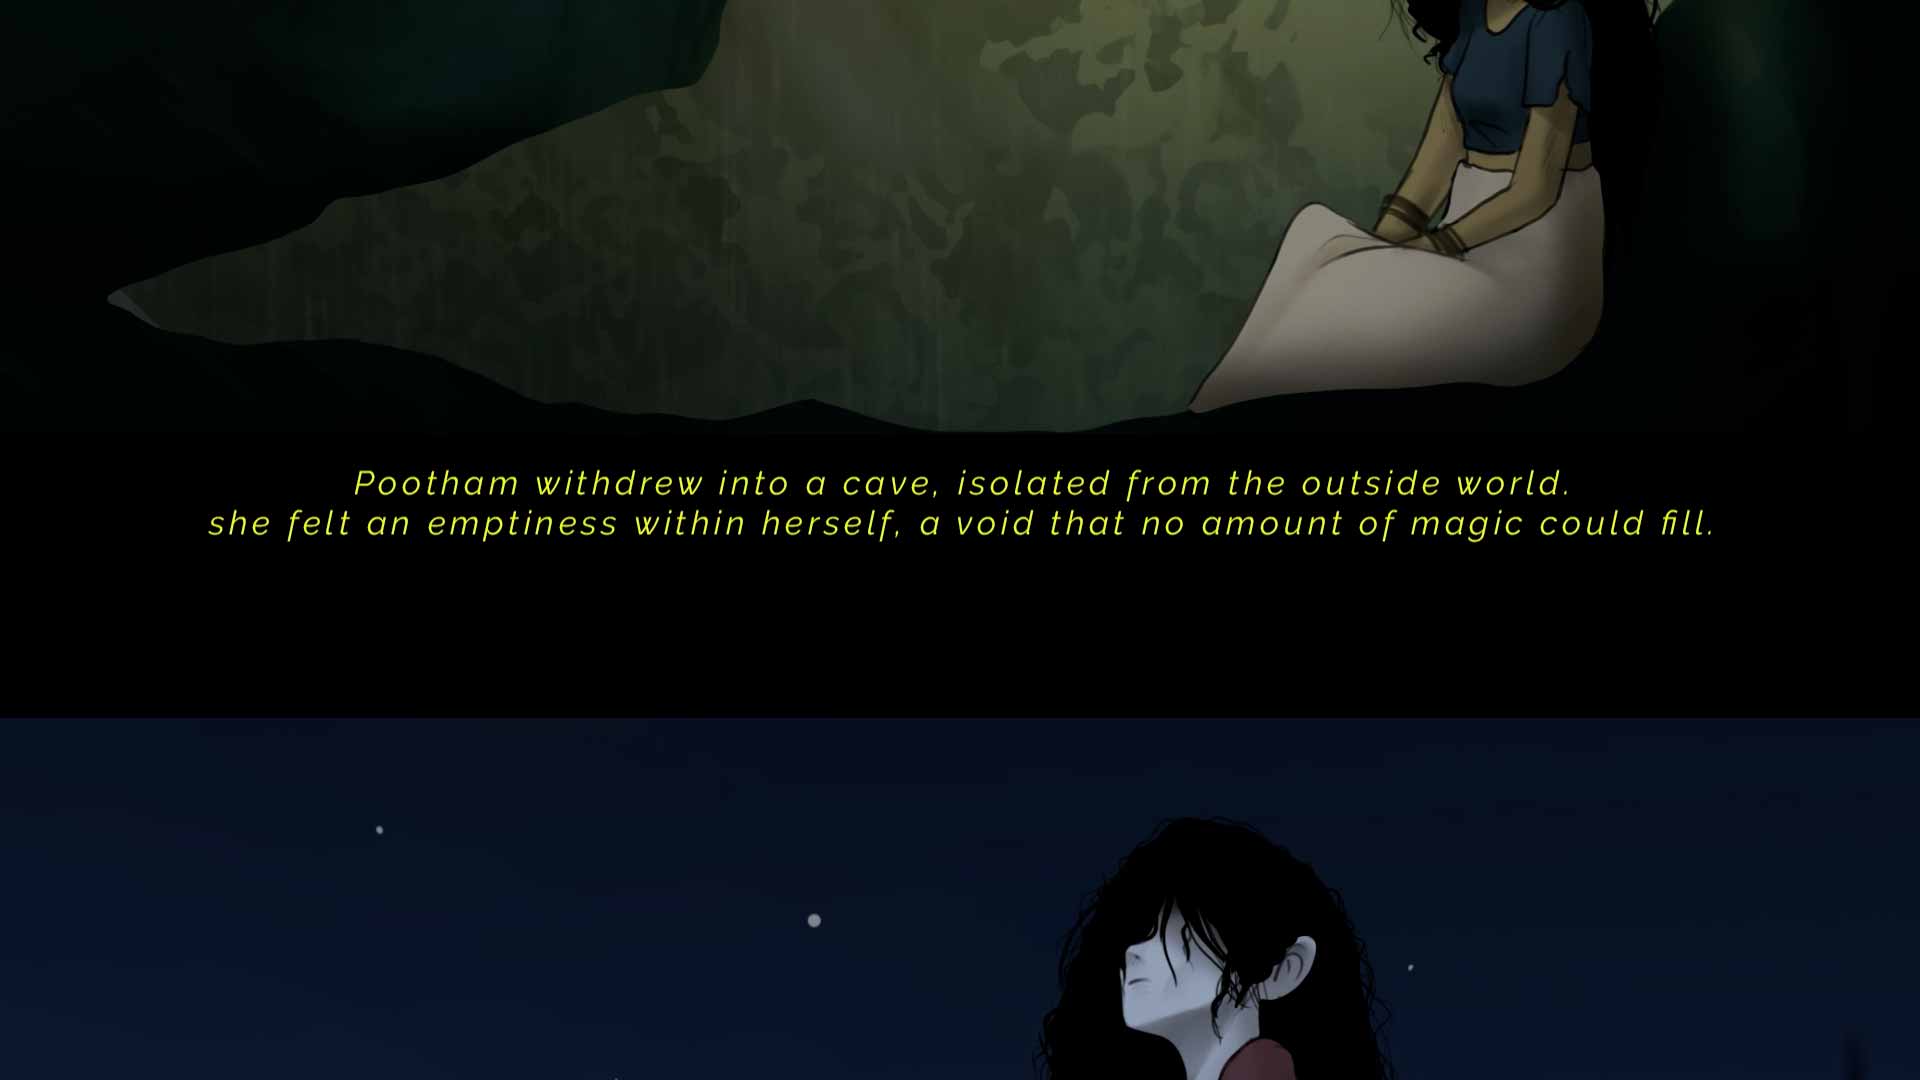 Pootham withdrew into a cave, isolated from the outside world.
she felt an emptiness within herself, a void that no amount of magic could fill.